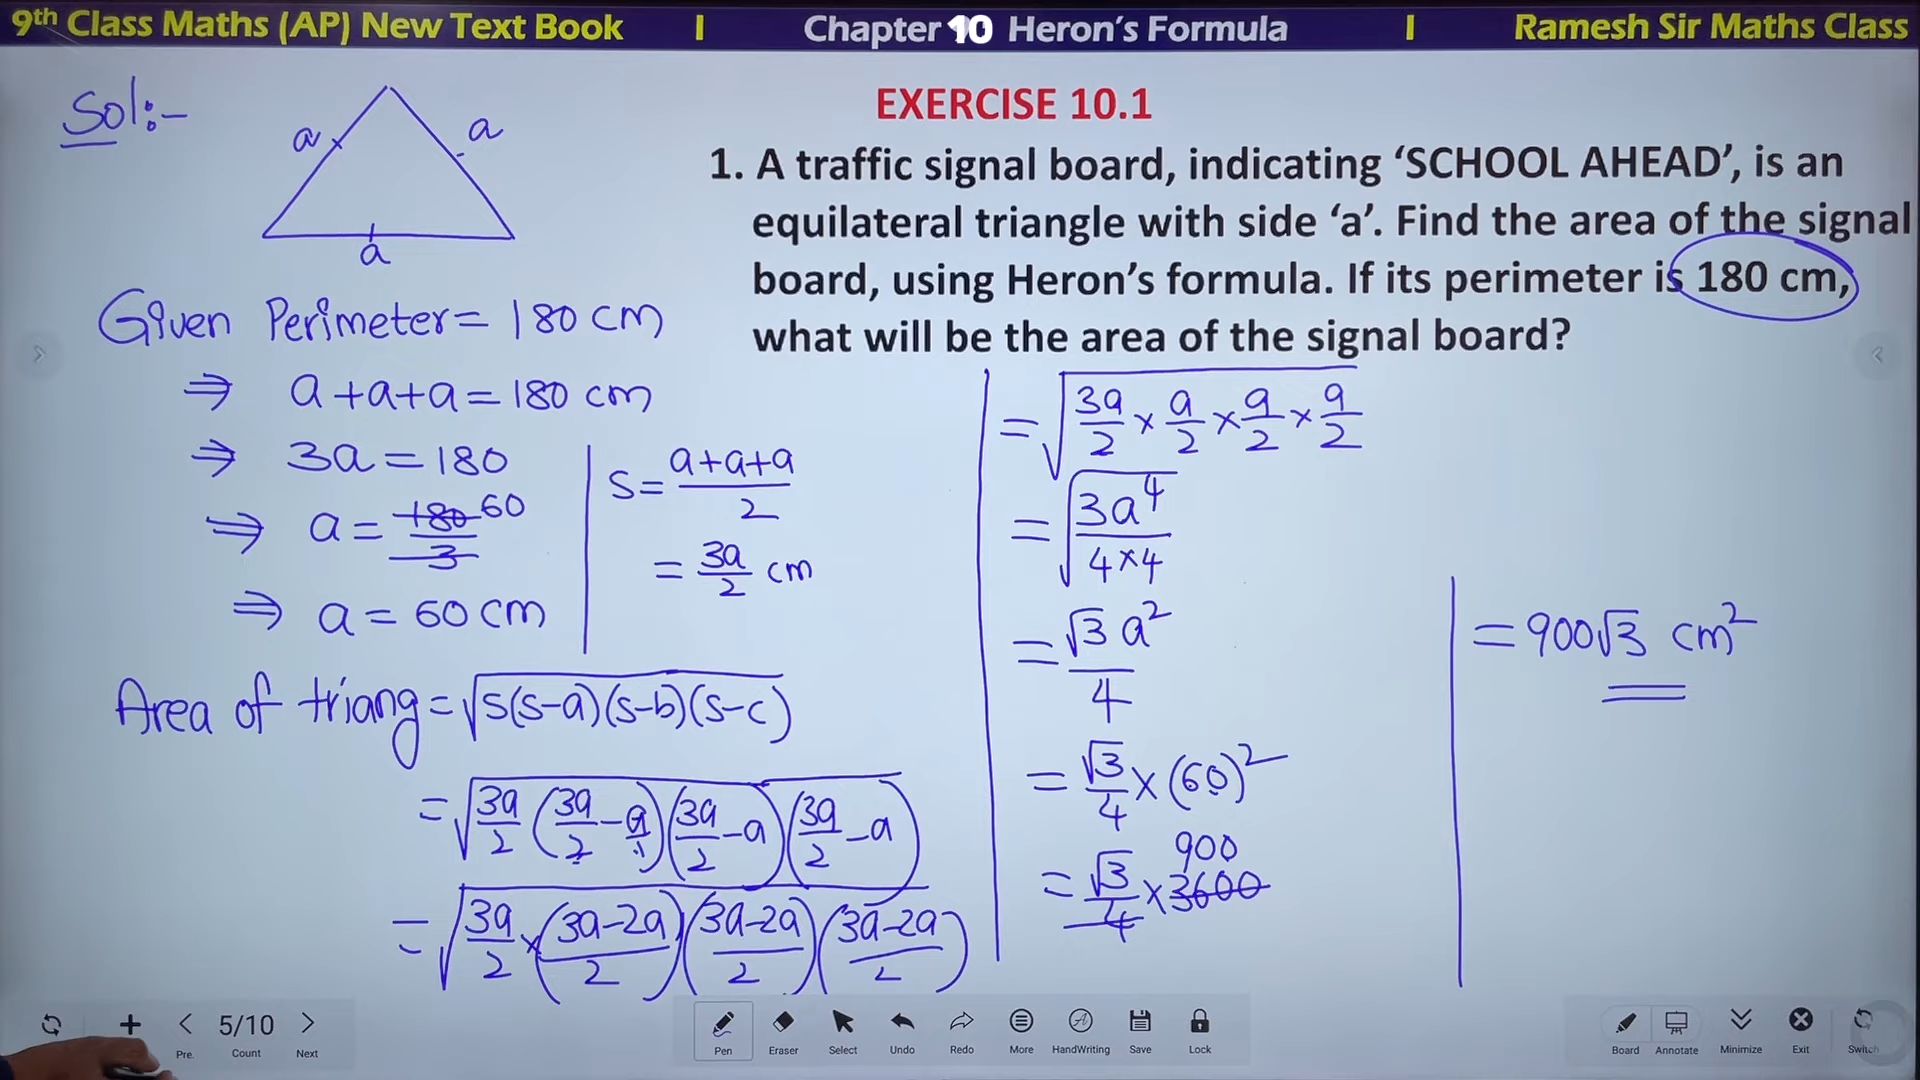 9th Class Maths (AP) New Text Book I Chapter 10 Heron's Formula I Ramesh Sir Maths Class
EXERCISE 10.1
1. A traffic signal board, indicating 'SCHOOL AHEAD', is an
equilateral triangle with side 'a'. Find the area of the signal
board, using Heron's formula. If its perimeter is 180 cm,
what will be the area of the signal board?
Sol:-
a a
a
Given Perimeter = 180 cm
⇒ a+a+a = 180 cm
⇒ 3a = 180
⇒ a = 180/3 60
⇒ a = 60 cm
S = (a+a+a)/2
= 3a/2 cm
Area of triang = √(s(s-a)(s-b)(s-c))
= √(3a/2 (3a/2 - a/1)(3a/2 - a)(3a/2 - a))
= √(3a/2 × ((3a-2a)/2)((3a-2a)/2)((3a-2a)/2))
= √(3a/2 × a/2 × a/2 × a/2)
= √(3a⁴/(4×4))
= √3 a²/4
= √3/4 × (60)²
900
= √3/4 × 3600
= 900√3 cm²
5/10
Pre. Count Next
Pen Eraser Select Undo Redo More HandWriting Save Lock
Board Annotate Minimize Exit Switch